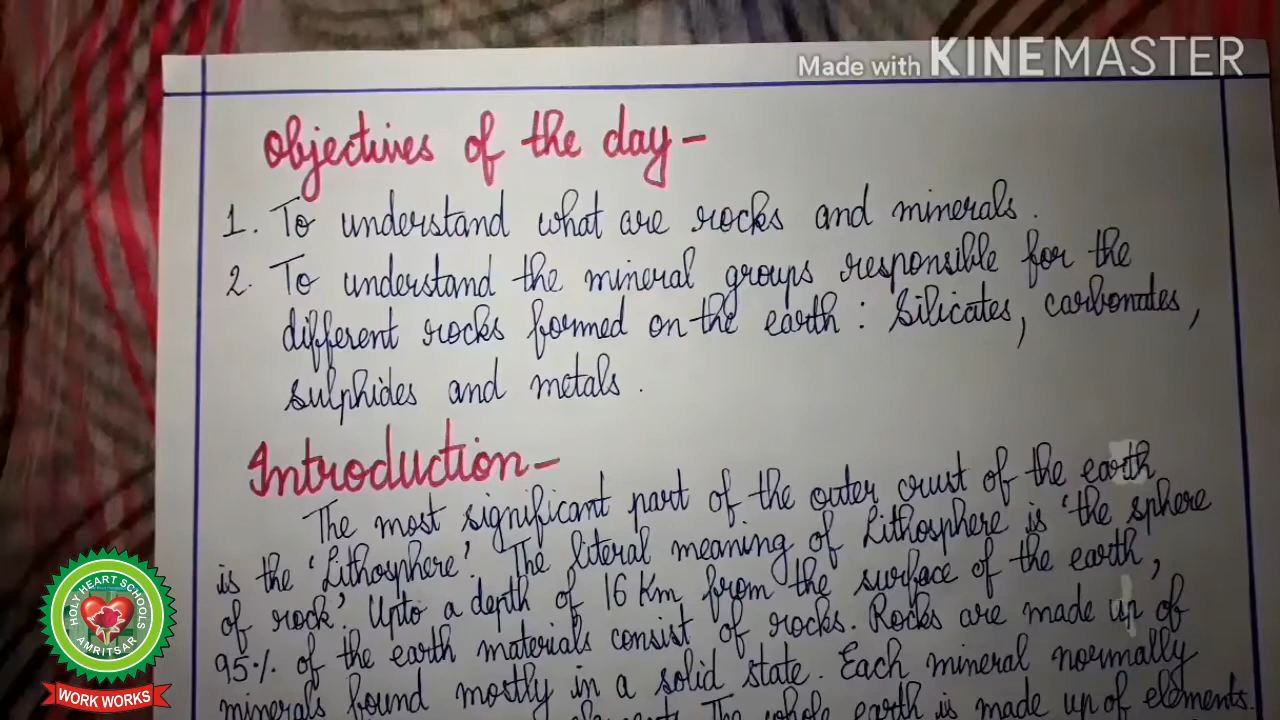 Made with KINEMASTER
Objectives of the day -
1. To understand what are rocks and minerals.
2. To understand the mineral groups responsible for the
different rocks formed on the earth : Silicates, carbonates,
sulphides and metals.
Introduction -
The most significant part of the outer crust of the earth
is the 'Lithosphere'. The literal meaning of Lithosphere is 'the sphere
of rock'. Upto a depth of 16 Km from the surface of the earth,
95% of the earth materials consist of rocks. Rocks are made up of
minerals found mostly in a solid state. Each mineral normally
The whole earth is made up of elements.
HOLY HEART SCHOOLS
AMRITSAR
WORK WORKS